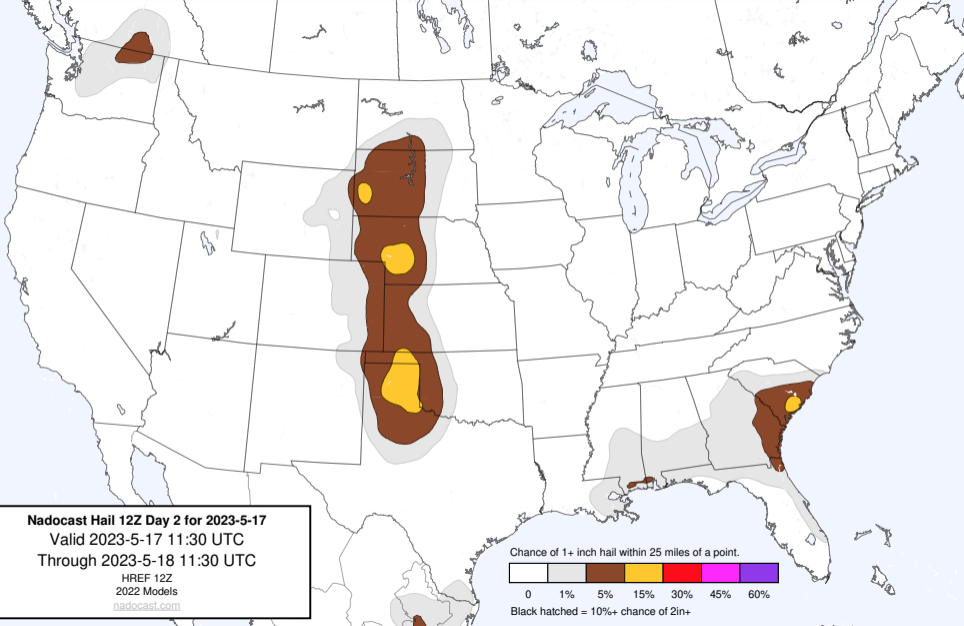 Nadocast Hail 12Z Day 2 for 2023-5-17
Valid 2023-5-17 11:30 UTC
Through 2023-5-18 11:30 UTC
HREF 12Z
2022 Models
nadocast.com
Chance of 1+ inch hail within 25 miles of a point.
0 1% 5% 15% 30% 45% 60%
Black hatched = 10%+ chance of 2in+